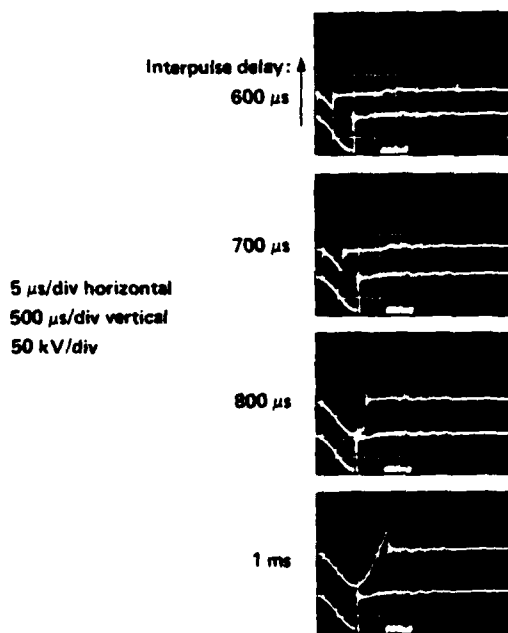 Interpulse delay:
600 μs
700 μs
5 μs/div horizontal
500 μs/div vertical
50 kV/div
800 μs
1 ms